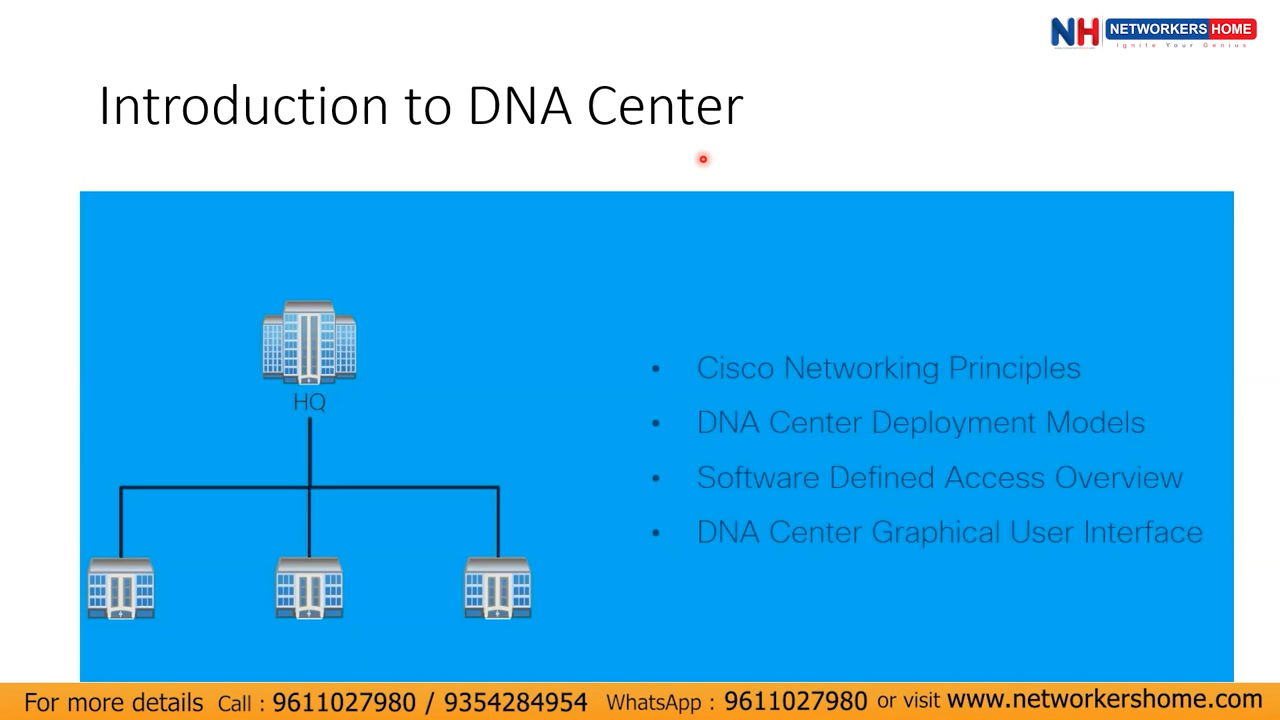 NH NETWORKERS HOME
Ignite Your Genius
Introduction to DNA Center
HQ
• Cisco Networking Principles
• DNA Center Deployment Models
• Software Defined Access Overview
• DNA Center Graphical User Interface
For more details Call : 9611027980 / 9354284954 WhatsApp : 9611027980 or visit www.networkershome.com